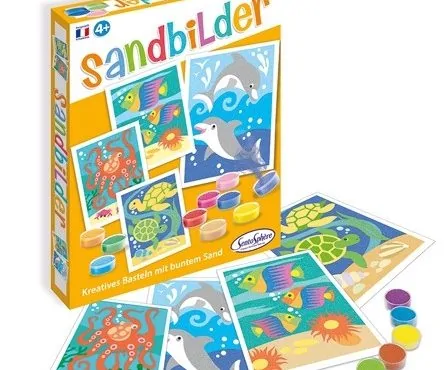 4+
Sandbilder
Sandbilder
SentoSphère
Kreatives Basteln mit buntem Sand